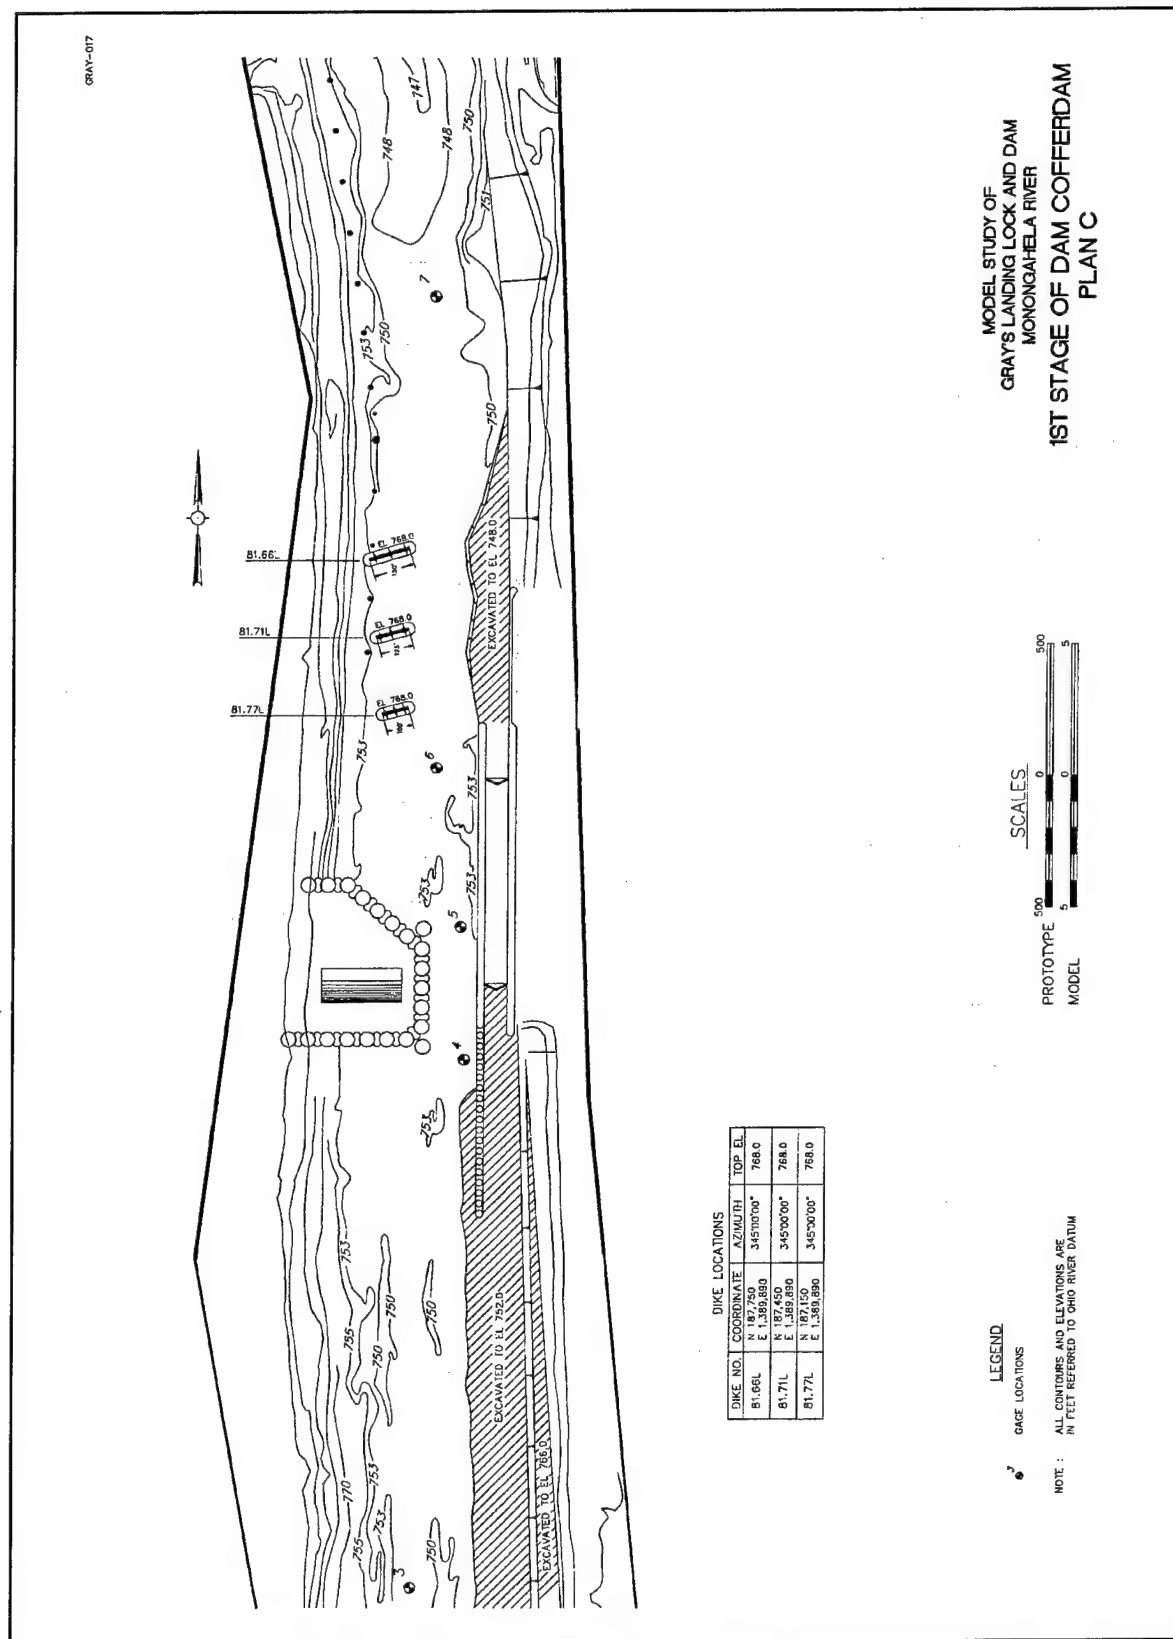 GRAY-017
747
748
748
750
751
7
753
750
750
EXCAVATED TO EL 748.0
81.66L
EL 768.0
150'
81.71L
EL 768.0
125'
81.77L
EL 768.0
100'
753
6
753
753
753
5
4
753
753
755
750
750
750
EXCAVATED TO EL 752.0
770
753
755
753
750
3
EXCAVATED TO EL 766.0
DIKE LOCATIONS
DIKE NO. COORDINATE AZIMUTH TOP EL
81.66L N 187,750 E 1,389,890 345°00'00" 768.0
81.71L N 187,450 E 1,389,890 345°00'00" 768.0
81.77L N 187,150 E 1,389,890 345°00'00" 768.0
LEGEND
3 GAGE LOCATIONS
NOTE : ALL CONTOURS AND ELEVATIONS ARE
IN FEET REFERRED TO OHIO RIVER DATUM
SCALES
PROTOTYPE 500 0 500
MODEL 5 0 5
MODEL STUDY OF
GRAY'S LANDING LOCK AND DAM
MONONGAHELA RIVER
1ST STAGE OF DAM COFFERDAM
PLAN C